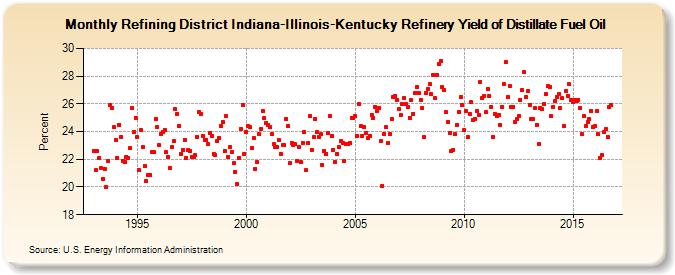 Monthly Refining District Indiana-Illinois-Kentucky Refinery Yield of Distillate Fuel Oil
Percent
30
28
26
24
22
20
18
1995 2000 2005 2010 2015
Source: U.S. Energy Information Administration